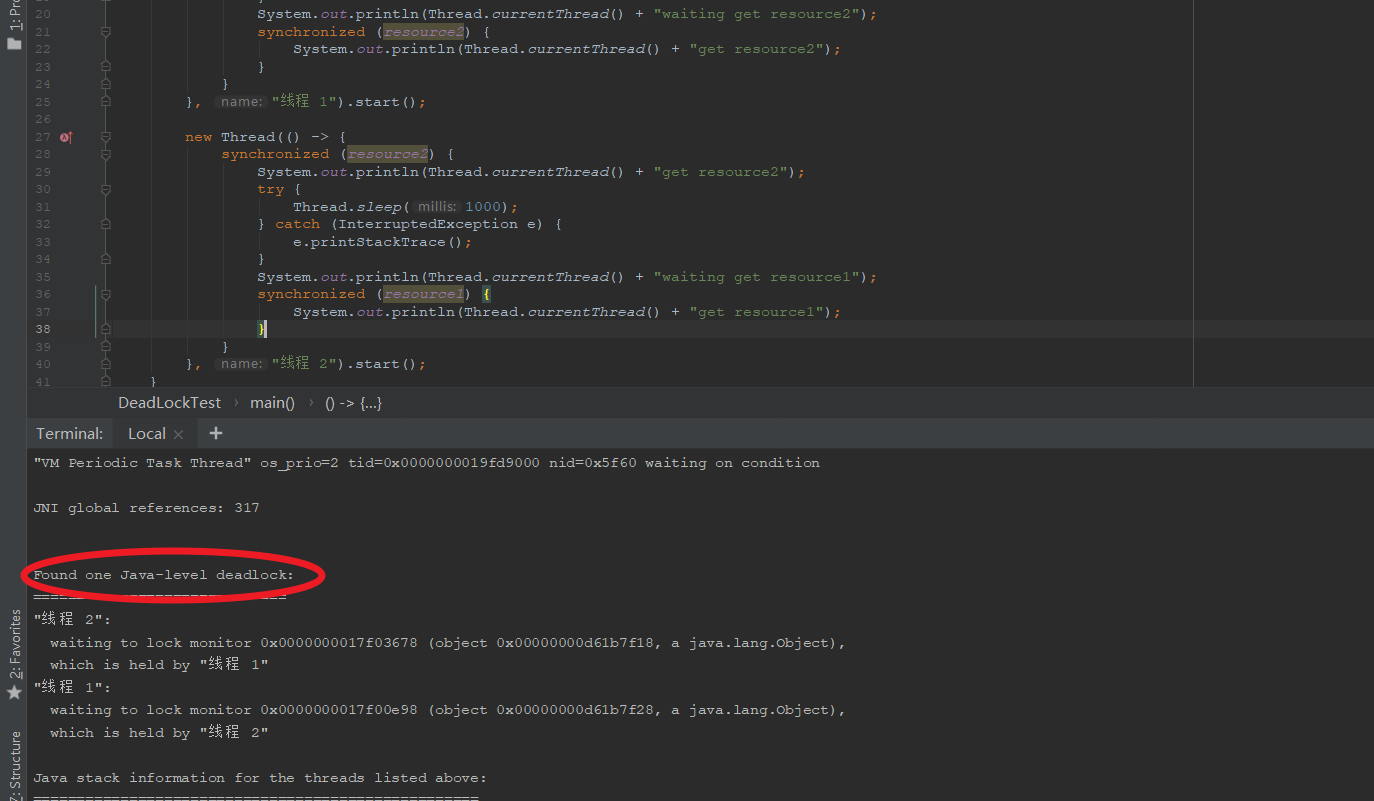 1: Pro
20 System.out.println(Thread.currentThread() + "waiting get resource2");
21 synchronized (resource2) {
22 System.out.println(Thread.currentThread() + "get resource2");
23 }
24 }
25 }, name: "线程 1").start();
26
27 new Thread(() -> {
28 synchronized (resource2) {
29 System.out.println(Thread.currentThread() + "get resource2");
30 try {
31 Thread.sleep( millis: 1000);
32 } catch (InterruptedException e) {
33 e.printStackTrace();
34 }
35 System.out.println(Thread.currentThread() + "waiting get resource1");
36 synchronized (resource1) {
37 System.out.println(Thread.currentThread() + "get resource1");
38 }
39 }
40 }, name: "线程 2").start();
41 }
DeadLockTest › main() › () -> {...}
Terminal: Local × +
"VM Periodic Task Thread" os_prio=2 tid=0x0000000019fd9000 nid=0x5f60 waiting on condition
JNI global references: 317
Found one Java-level deadlock:
=============================
"线程 2":
waiting to lock monitor 0x0000000017f03678 (object 0x00000000d61b7f18, a java.lang.Object),
which is held by "线程 1"
"线程 1":
waiting to lock monitor 0x0000000017f00e98 (object 0x00000000d61b7f28, a java.lang.Object),
which is held by "线程 2"
Java stack information for the threads listed above:
===================================================
2: Favorites
7: Structure